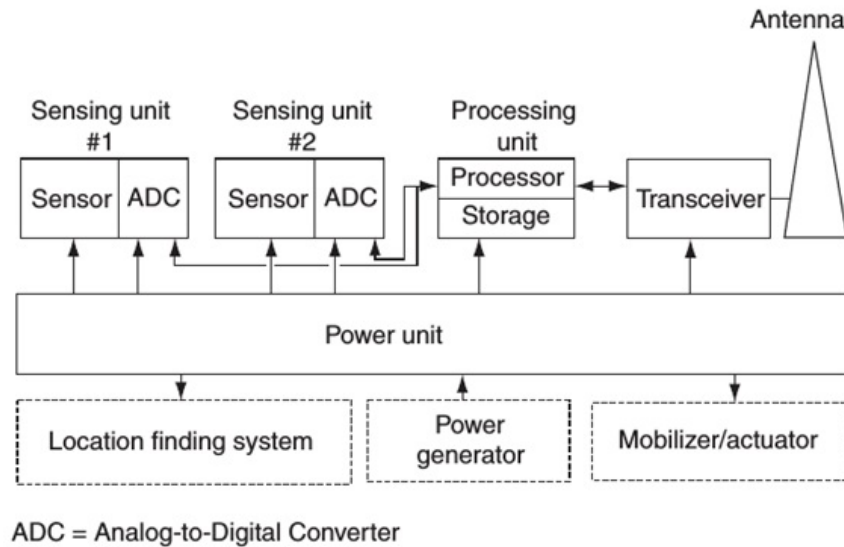 Antenna
Sensing unit
#1
Sensing unit
#2
Processing
unit
Sensor
ADC
Sensor
ADC
Processor
Storage
Transceiver
Power unit
Location finding system
Power
generator
Mobilizer/actuator
ADC = Analog-to-Digital Converter